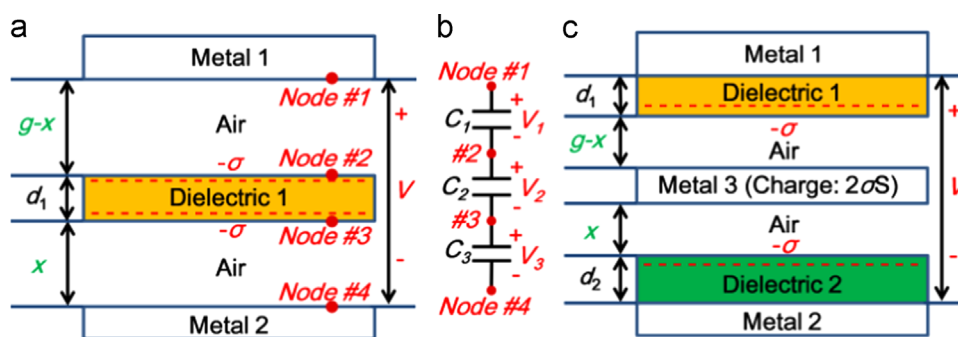 a
Metal 1
Node #1
g-x
Air
+
-σ
Node #2
d1
Dielectric 1
V
-σ
Node #3
x
Air
-
Node #4
Metal 2
b
Node #1
C1
+
V1
-
#2
C2
+
V2
-
#3
C3
+
V3
-
Node #4
c
Metal 1
d1
Dielectric 1
+
-σ
g-x
Air
Metal 3 (Charge: 2σS)
V
x
Air
-σ
-
d2
Dielectric 2
Metal 2